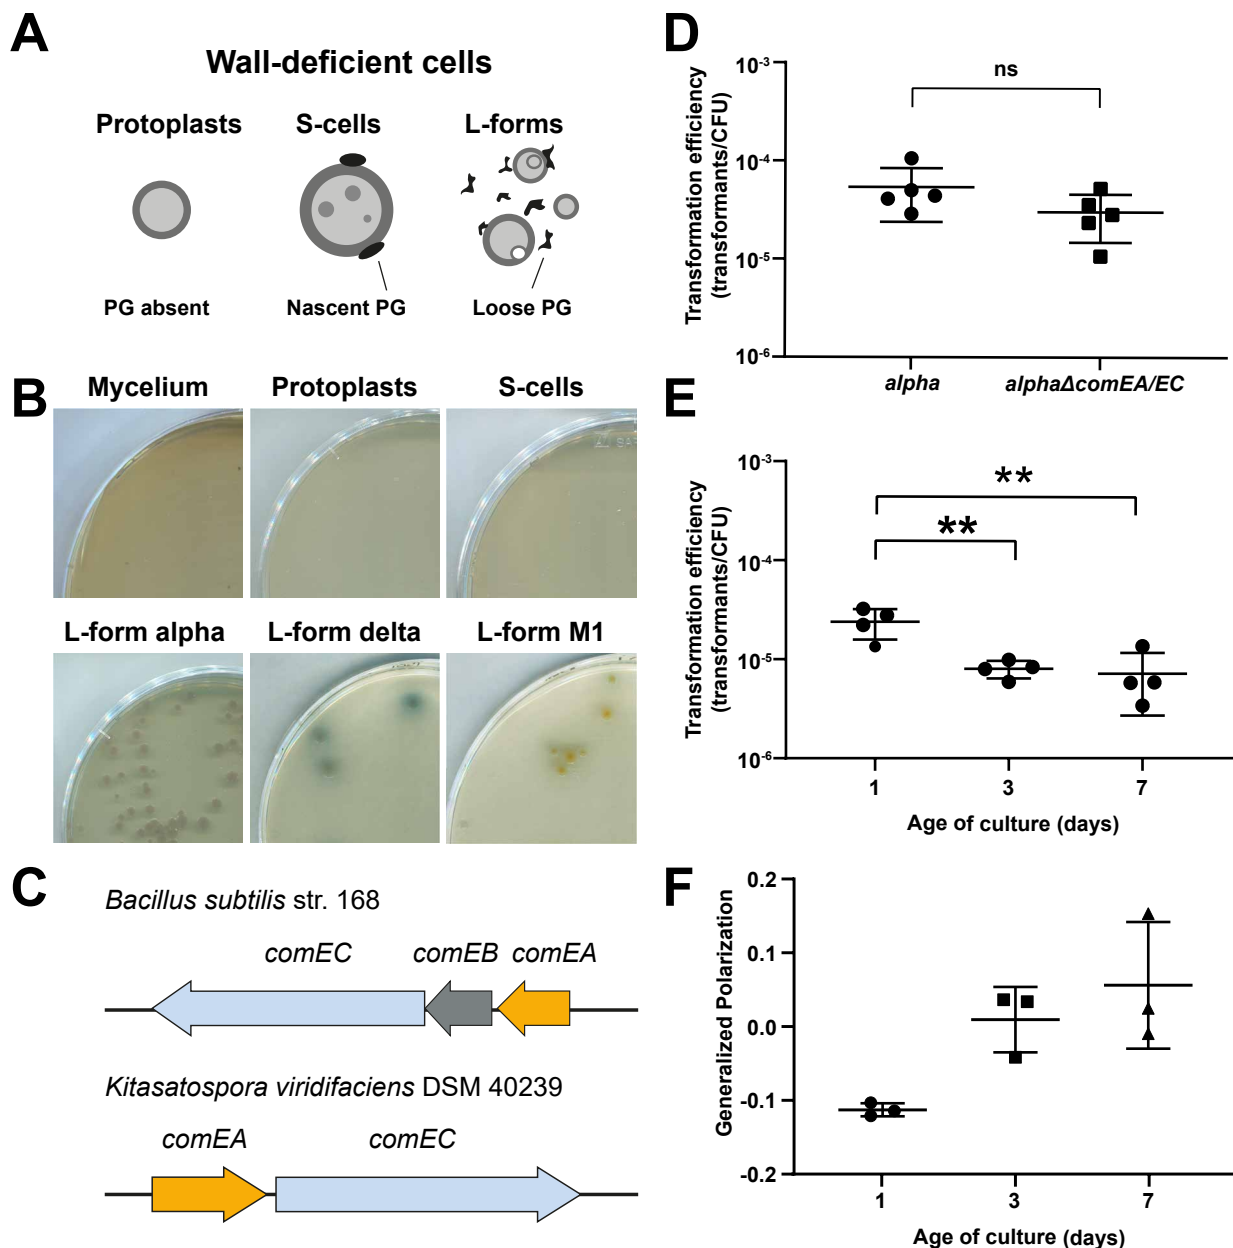 A
Wall-deficient cells
Protoplasts
S-cells
L-forms
PG absent
Nascent PG
Loose PG
B
Mycelium
Protoplasts
S-cells
L-form alpha
L-form delta
L-form M1
C
Bacillus subtilis str. 168
comEC
comEB
comEA
Kitasatospora viridifaciens DSM 40239
comEA
comEC
D
Transformation efficiency
(transformants/CFU)
10-3
10-4
10-5
10-6
ns
alpha
alphaΔcomEA/EC
E
Transformation efficiency
(transformants/CFU)
10-3
10-4
10-5
10-6
**
**
1
3
7
Age of culture (days)
F
Generalized Polarization
0.2
0.1
0.0
-0.1
-0.2
1
3
7
Age of culture (days)